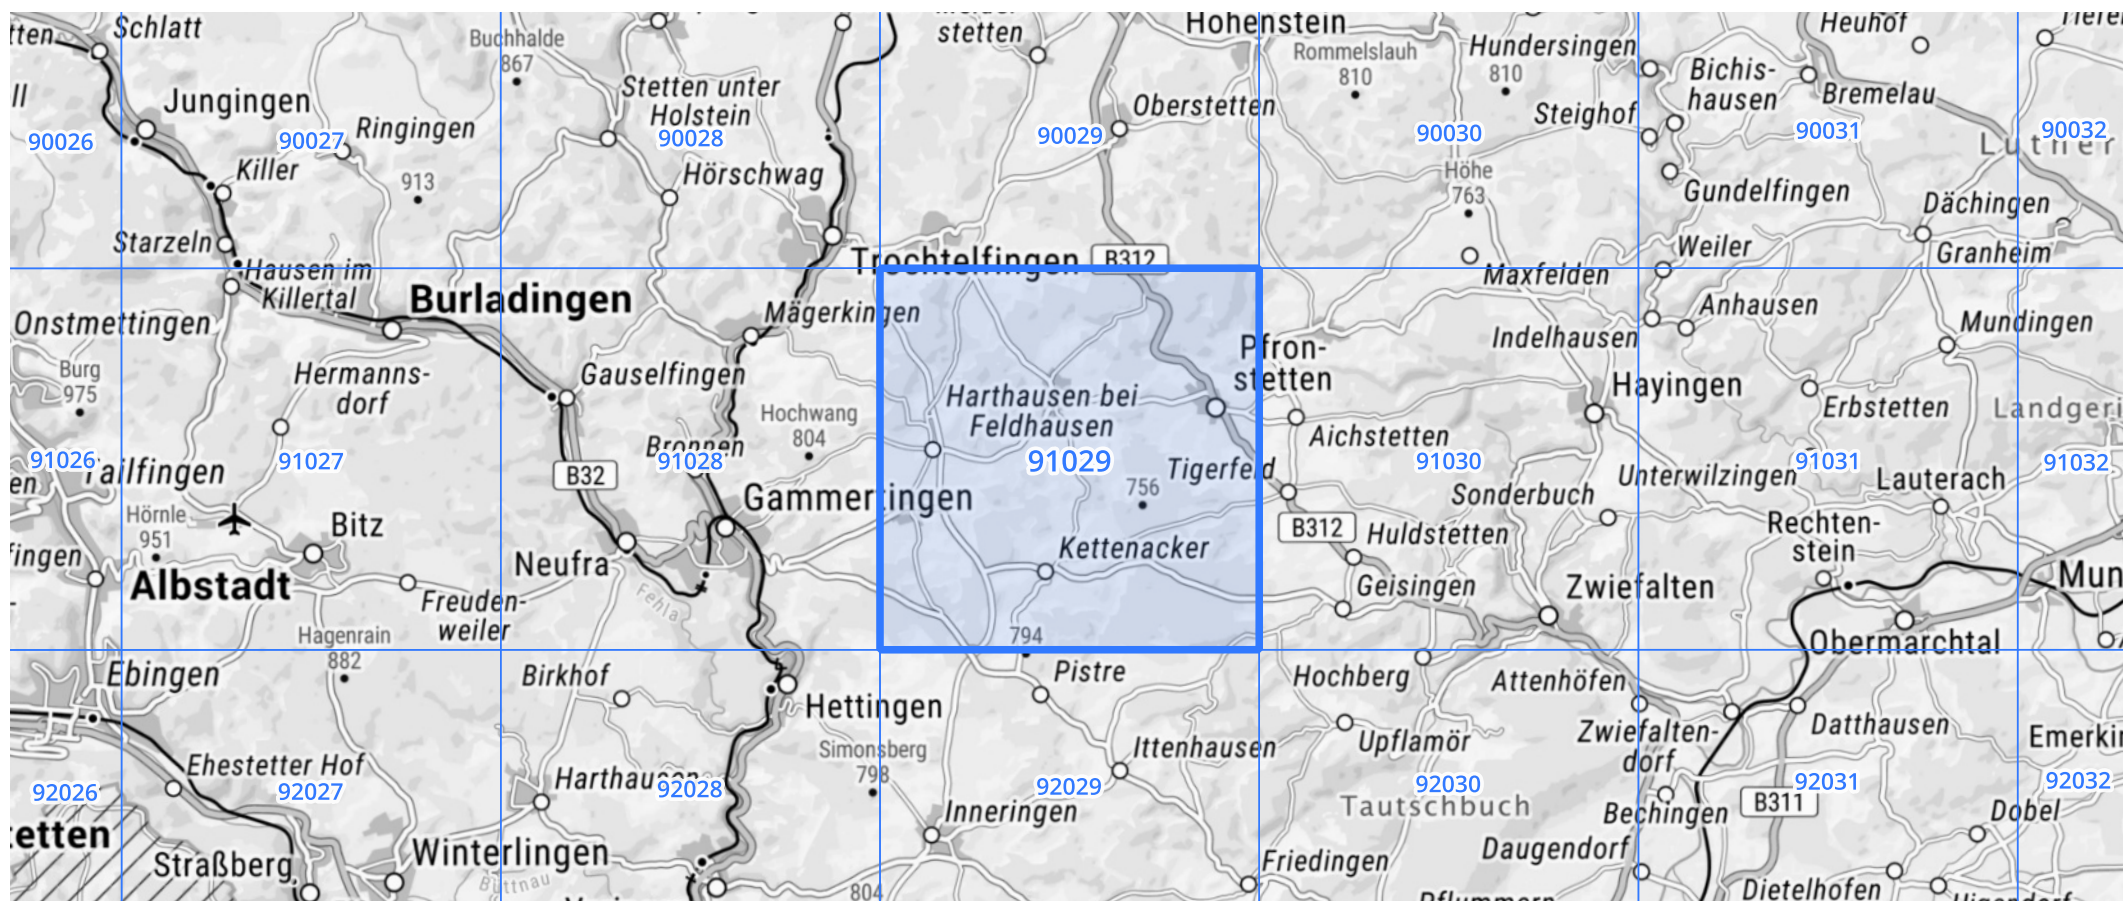 Schlatt
Hohenstein
Heuhof
stetten
Buchhalde
867
Rommelslauh
810
Hundersingen
810
Bichis-
hausen
Bremelau
Jungingen
Ringingen
Stetten unter
Holstein
Oberstetten
Steighof
90026
90027
90028
90029
90030
90031
90032
Killer
913
Hörschwag
Höhe
763
Gundelfingen
Dächingen
Starzeln
Weiler
Granheim
Trochtelfingen
B312
Maxfelden
Hausen im
Killertal
Burladingen
Mägerkingen
Anhausen
Onstmettingen
Indelhausen
Mundingen
Burg
975
Hermanns-
dorf
Gauselfingen
Pfron-
stetten
Hayingen
Harthausen bei
Feldhausen
Hochwang
804
Erbstetten
Aichstetten
Bronnen
91026
91027
91028
91029
91030
91031
91032
Tailfingen
B32
Tigerfeld
Unterwilzingen
Lauterach
Gammertingen
756
Sonderbuch
Hörnle
951
Bitz
B312
Huldstetten
Rechten-
stein
fingen
Neufra
Kettenacker
Geisingen
Zwiefalten
Albstadt
Fehla
Freuden-
weiler
Hagenrain
882
794
Obermarchtal
Ebingen
Birkhof
Pistre
Hochberg
Attenhöfen
Hettingen
Datthausen
Simonsberg
798
Ittenhausen
Upflamör
Zwiefalten-
dorf
Ehestetter Hof
Harthausen
92026
92027
92028
92029
92030
92031
92032
Tautschbuch
B311
Bechingen
Dobel
Inneringen
etten
Straßberg
Winterlingen
Büttnau
Friedingen
Daugendorf
804
Dietelhofen